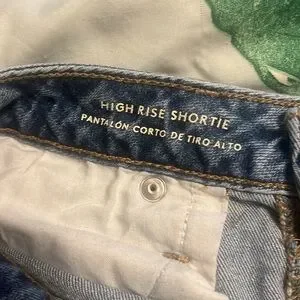 HIGH RISE SHORTIE
PANTALÓN CORTO DE TIRO ALTO